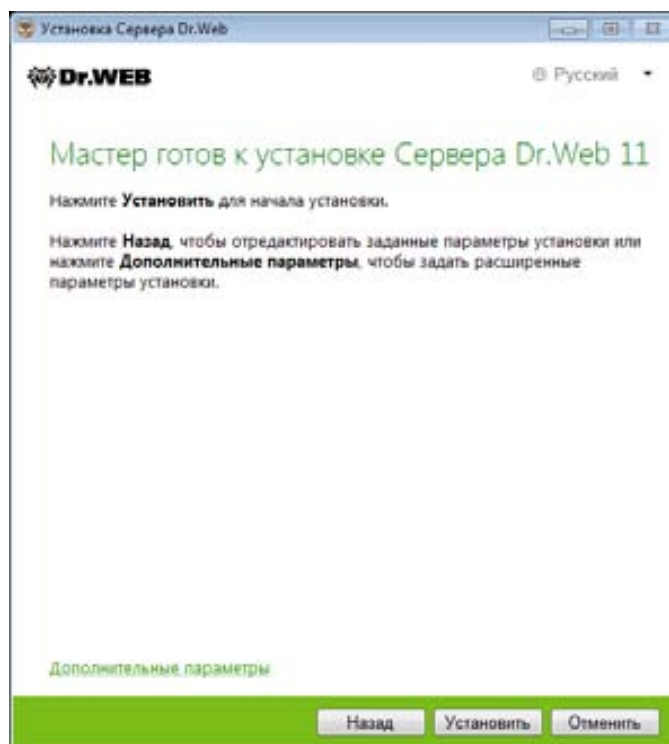 Установка Сервера Dr.Web
Dr.WEB
Русский
Мастер готов к установке Сервера Dr.Web 11
Нажмите Установить для начала установки.
Нажмите Назад, чтобы отредактировать заданные параметры установки или
нажмите Дополнительные параметры, чтобы задать расширенные
параметры установки.
Дополнительные параметры
Назад
Установить
Отменить